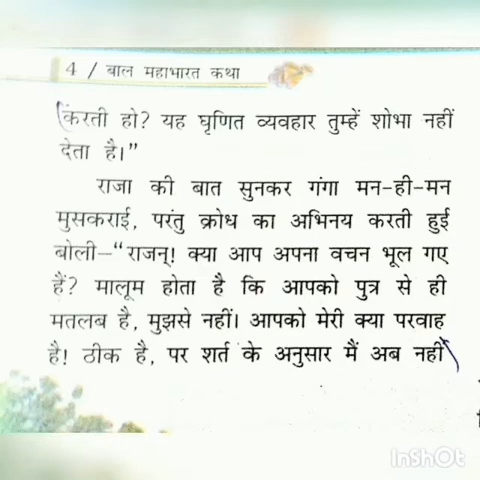 4 / बाल महाभारत कथा
करती हो? यह घृणित व्यवहार तुम्हें शोभा नहीं
देता है।”
राजा की बात सुनकर गंगा मन-ही-मन
मुसकराई, परंतु क्रोध का अभिनय करती हुई
बोली–“राजन्! क्या आप अपना वचन भूल गए
हैं? मालूम होता है कि आपको पुत्र से ही
मतलब है, मुझसे नहीं। आपको मेरी क्या परवाह
है! ठीक है, पर शर्त के अनुसार मैं अब नहीं
InShOt